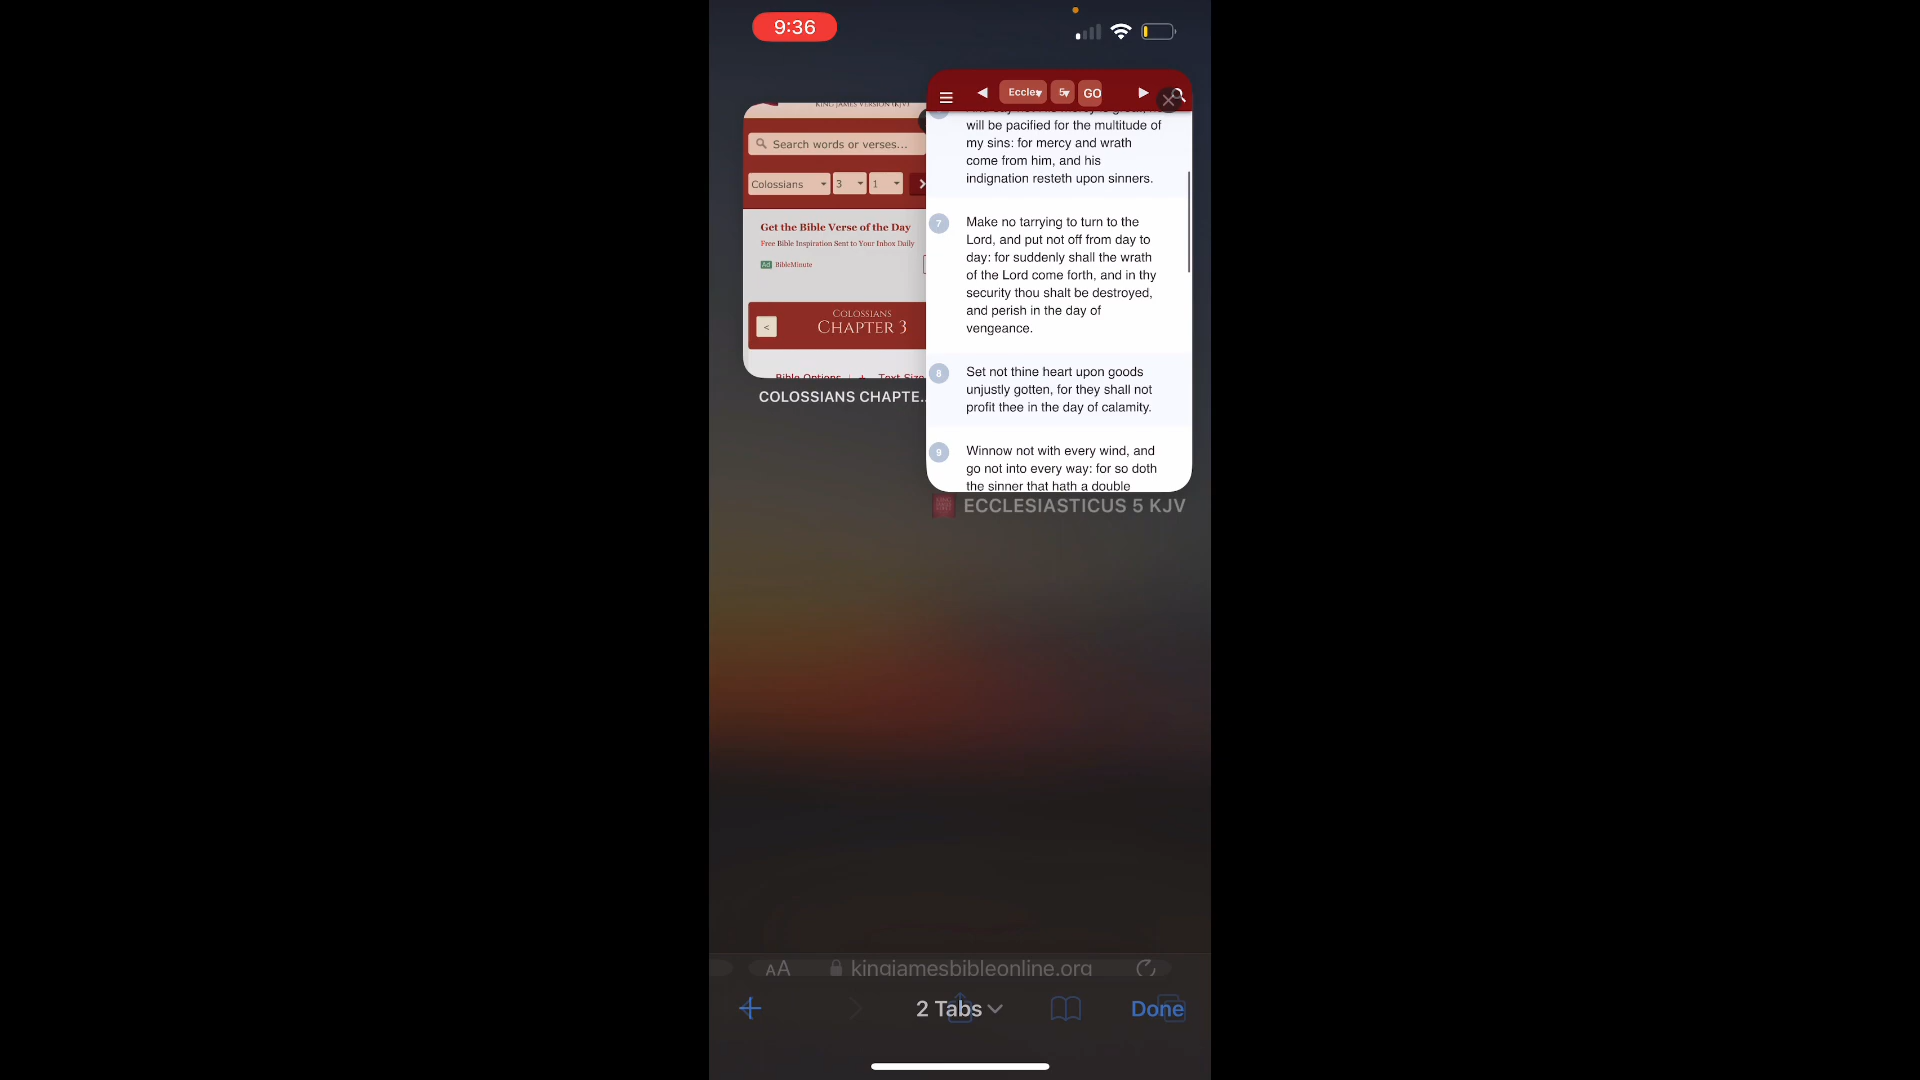 9:36
KING JAMES VERSION (KJV)
Search words or verses...
Colossians 3 1
Get the Bible Verse of the Day
Free Bible Inspiration Sent to Your Inbox Daily
Ad BibleMinute
< COLOSSIANS
CHAPTER 3
Bible Options + Text Size
COLOSSIANS CHAPTE...
Eccles 5 GO
will be pacified for the multitude of
my sins: for mercy and wrath
come from him, and his
indignation resteth upon sinners.
7 Make no tarrying to turn to the
Lord, and put not off from day to
day: for suddenly shall the wrath
of the Lord come forth, and in thy
security thou shalt be destroyed,
and perish in the day of
vengeance.
8 Set not thine heart upon goods
unjustly gotten, for they shall not
profit thee in the day of calamity.
9 Winnow not with every wind, and
go not into every way: for so doth
the sinner that hath a double
ECCLESIASTICUS 5 KJV
AA kingjamesbibleonline.org
2 Tabs
Done